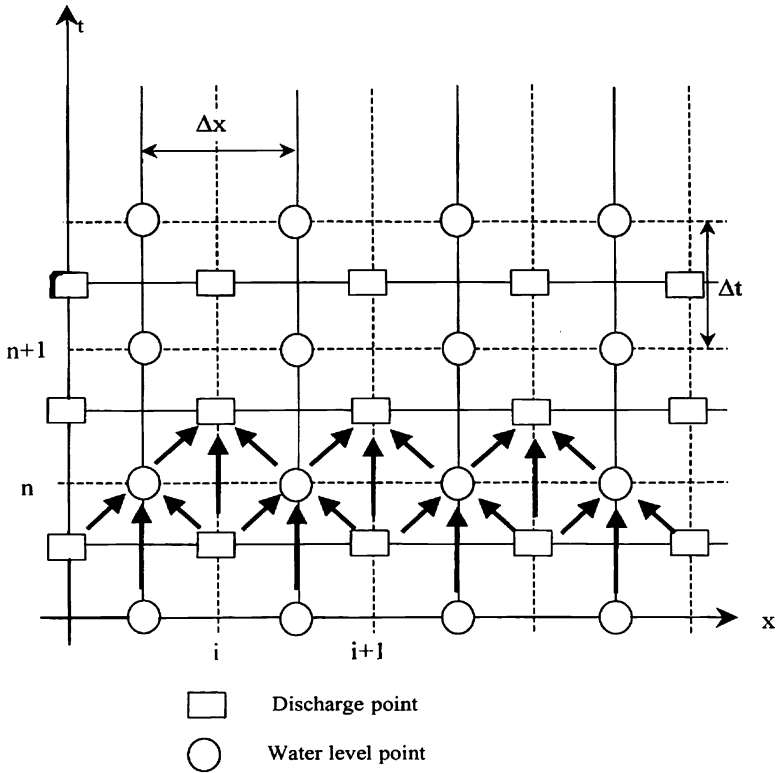 t
Δx
Δt
n+1
n
x
i
i+1
Discharge point
Water level point